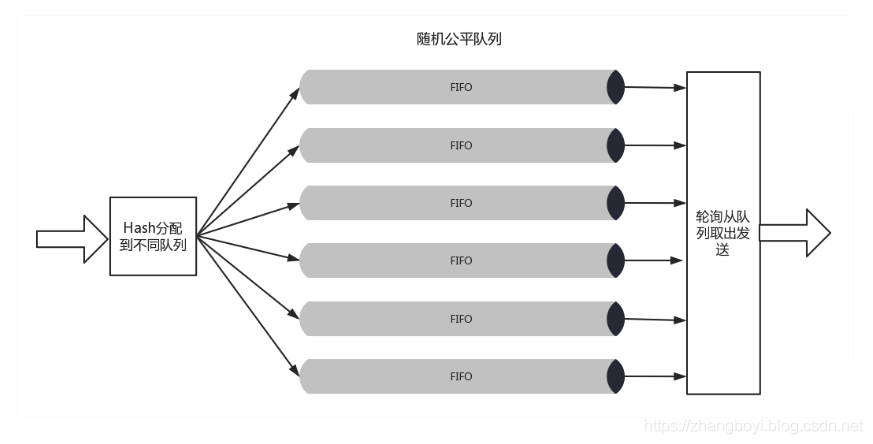 随机公平队列
FIFO
FIFO
FIFO
FIFO
FIFO
FIFO
Hash分配
到不同队列
轮询从队
列取出发
送
https://zhangboyi.blog.csdn.net